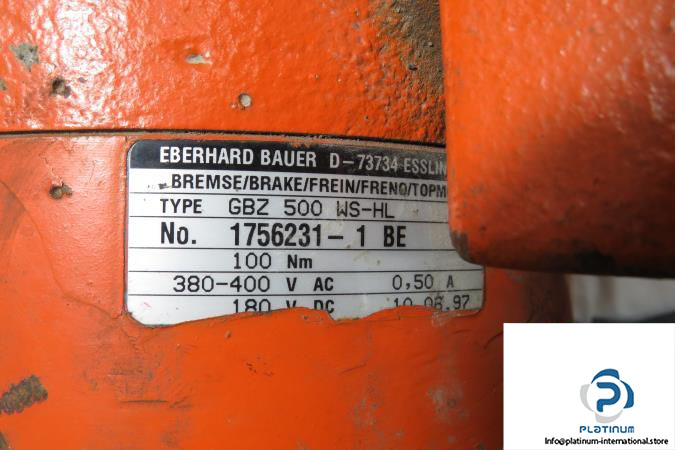 EBERHARD BAUER D-73734 ESSLIN
BREMSE/BRAKE/FREIN/FRENO/TOPM
TYPE GBZ 500 WS-HL
No. 1756231-1 BE
100 Nm
380-400 V AC 0,50 A
180 V DC 10.06.97
PLATINUM
Info@platinum-international.store